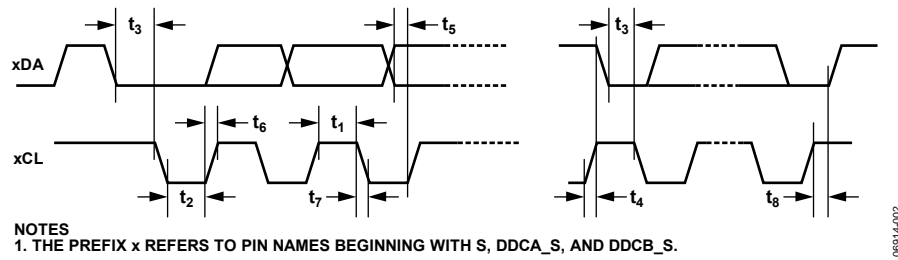 t3
t5
t3
xDA
t6
t1
xCL
t2
t7
t4
t8
NOTES
1. THE PREFIX x REFERS TO PIN NAMES BEGINNING WITH S, DDCA_S, AND DDCB_S.
06914-002